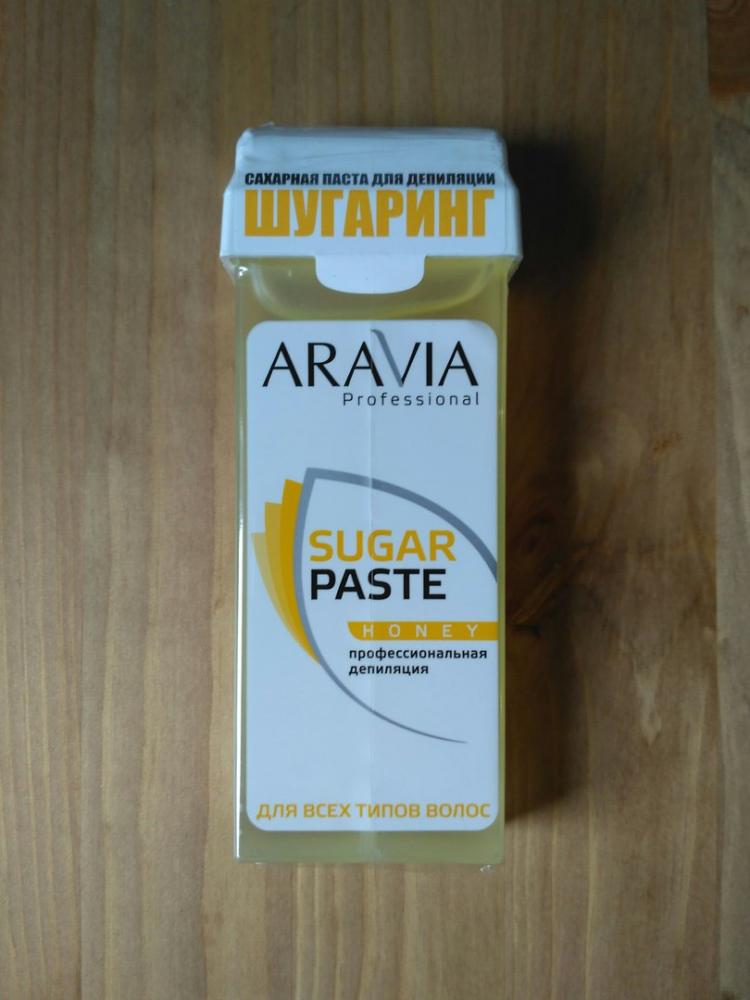 САХАРНАЯ ПАСТА ДЛЯ ДЕПИЛЯЦИИ
ШУГАРИНГ
ARAVIA
Professional
SUGAR
PASTE
HONEY
профессиональная
депиляция
ДЛЯ ВСЕХ ТИПОВ ВОЛОС